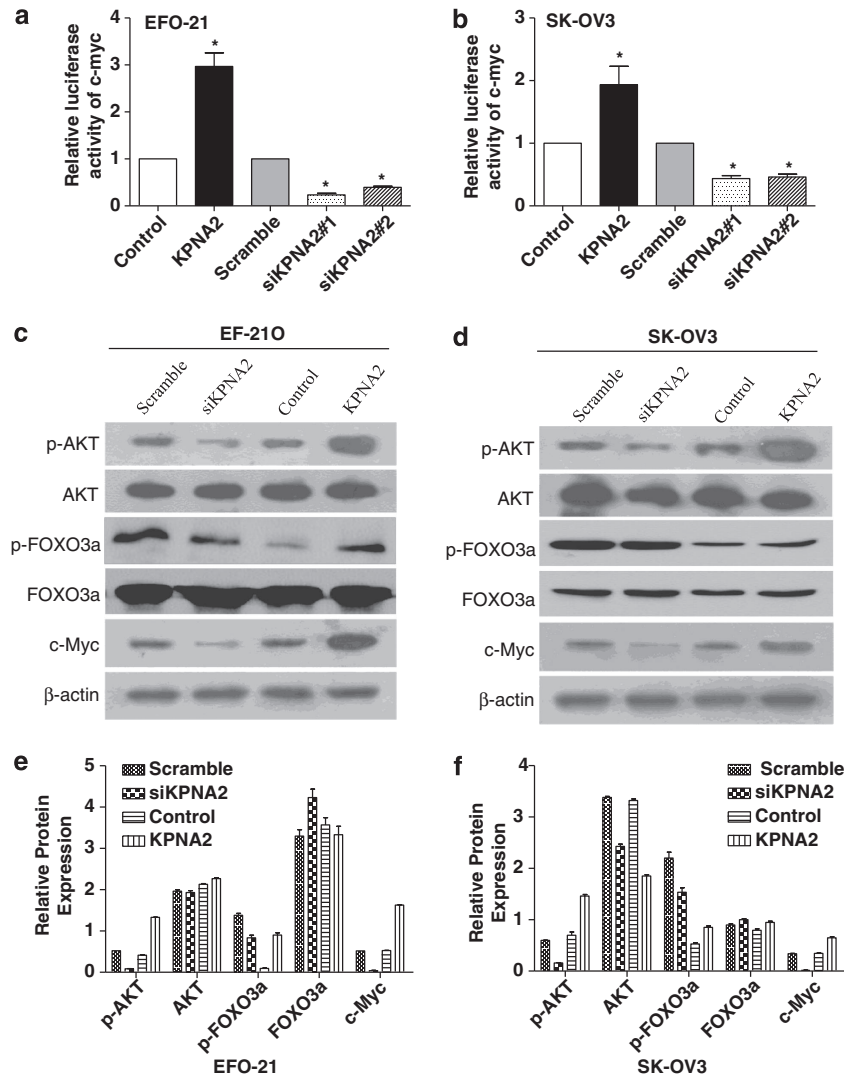 a
EFO-21
Relative luciferase
activity of c-myc
4
3
2
1
0
*
*
*
Control
KPNA2
Scramble
siKPNA2#1
siKPNA2#2
b
SK-OV3
Relative luciferase
activity of c-myc
3
2
1
0
*
*
*
Control
KPNA2
Scramble
siKPNA2#1
siKPNA2#2
c
EF-21O
Scramble
siKPNA2
Control
KPNA2
p-AKT
AKT
p-FOXO3a
FOXO3a
c-Myc
β-actin
d
SK-OV3
Scramble
siKPNA2
Control
KPNA2
p-AKT
AKT
p-FOXO3a
FOXO3a
c-Myc
β-actin
e
Relative Protein
Expression
5
4
3
2
1
0
Scramble
siKPNA2
Control
KPNA2
p-AKT
AKT
p-FOXO3a
FOXO3a
c-Myc
EFO-21
f
Relative Protein
Expression
4
3
2
1
0
Scramble
siKPNA2
Control
KPNA2
p-AKT
AKT
p-FOXO3a
FOXO3a
c-Myc
SK-OV3